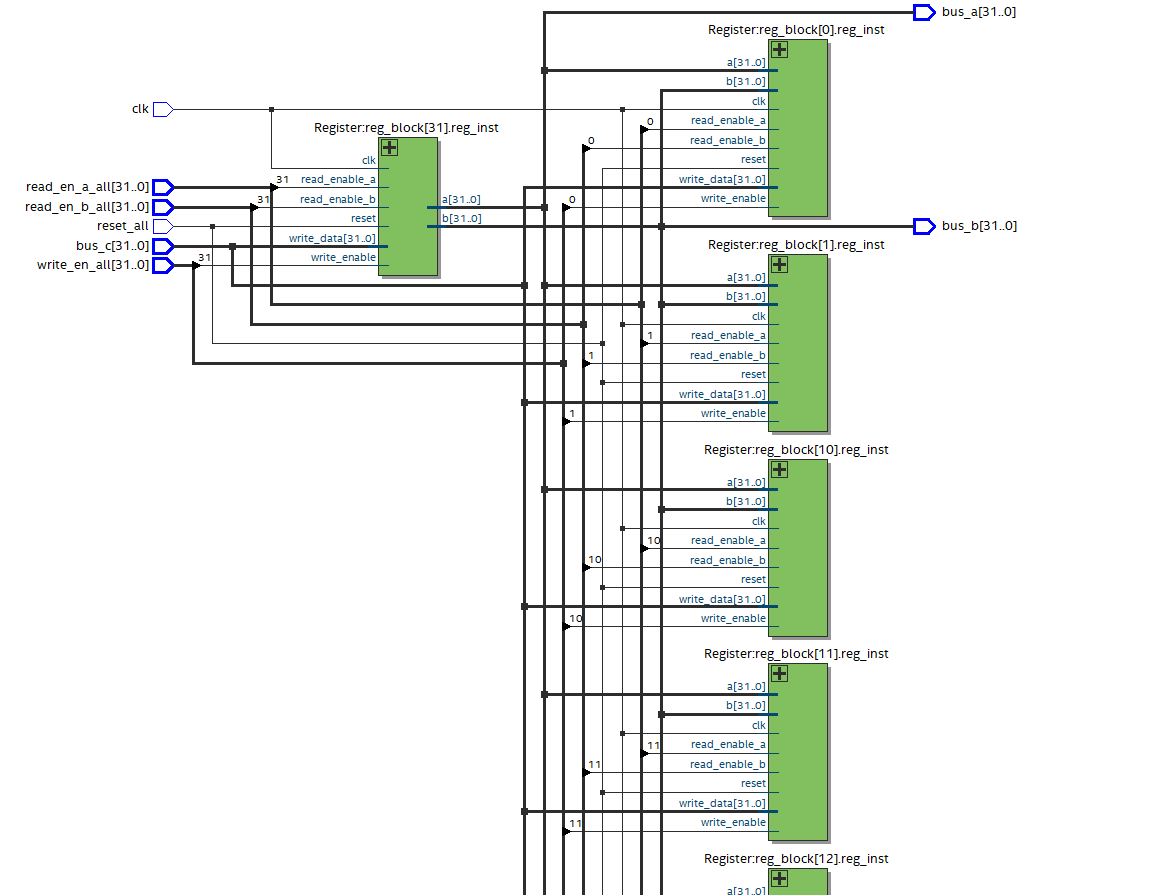 bus_a[31..0]
Register:reg_block[0].reg_inst
a[31..0]
b[31..0]
clk
0
read_enable_a
0
read_enable_b
reset
write_data[31..0]
0
write_enable
clk
Register:reg_block[31].reg_inst
clk
read_en_a_all[31..0]
31
read_enable_a
read_en_b_all[31..0]
31
read_enable_b
a[31..0]
reset_all
reset
b[31..0]
bus_c[31..0]
write_data[31..0]
write_en_all[31..0]
31
write_enable
bus_b[31..0]
Register:reg_block[1].reg_inst
a[31..0]
b[31..0]
clk
1
read_enable_a
1
read_enable_b
reset
write_data[31..0]
1
write_enable
Register:reg_block[10].reg_inst
a[31..0]
b[31..0]
clk
10
read_enable_a
10
read_enable_b
reset
write_data[31..0]
10
write_enable
Register:reg_block[11].reg_inst
a[31..0]
b[31..0]
clk
11
read_enable_a
11
read_enable_b
reset
write_data[31..0]
11
write_enable
Register:reg_block[12].reg_inst
a[31..0]